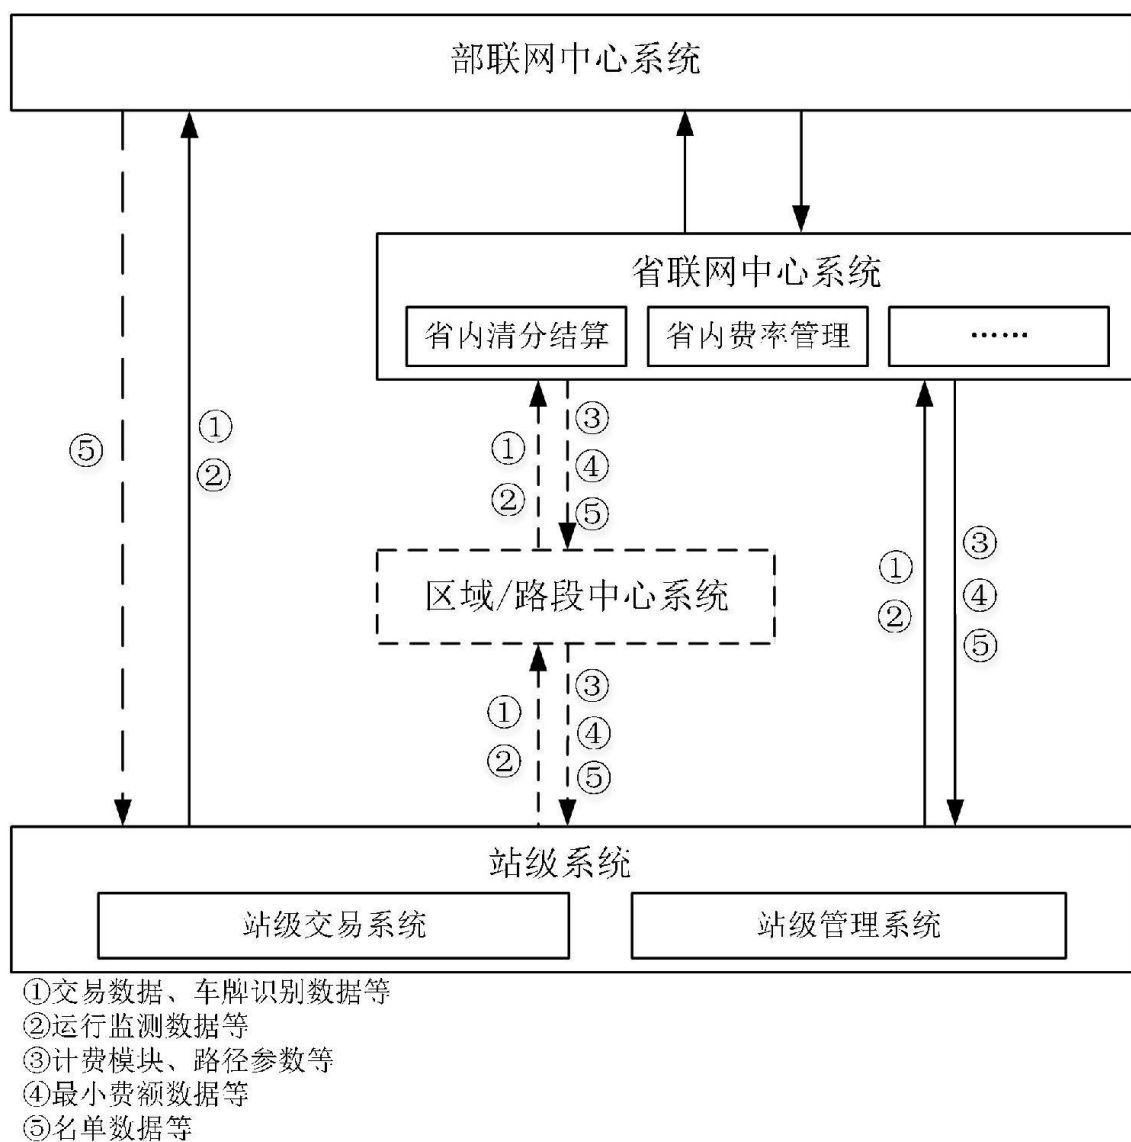 部联网中心系统
省联网中心系统
省内清分结算
省内费率管理
……
⑤
①
②
①
②
③
④
⑤
区域/路段中心系统
①
②
③
④
⑤
①
②
③
④
⑤
站级系统
站级交易系统
站级管理系统
①交易数据、车牌识别数据等
②运行监测数据等
③计费模块、路径参数等
④最小费额数据等
⑤名单数据等